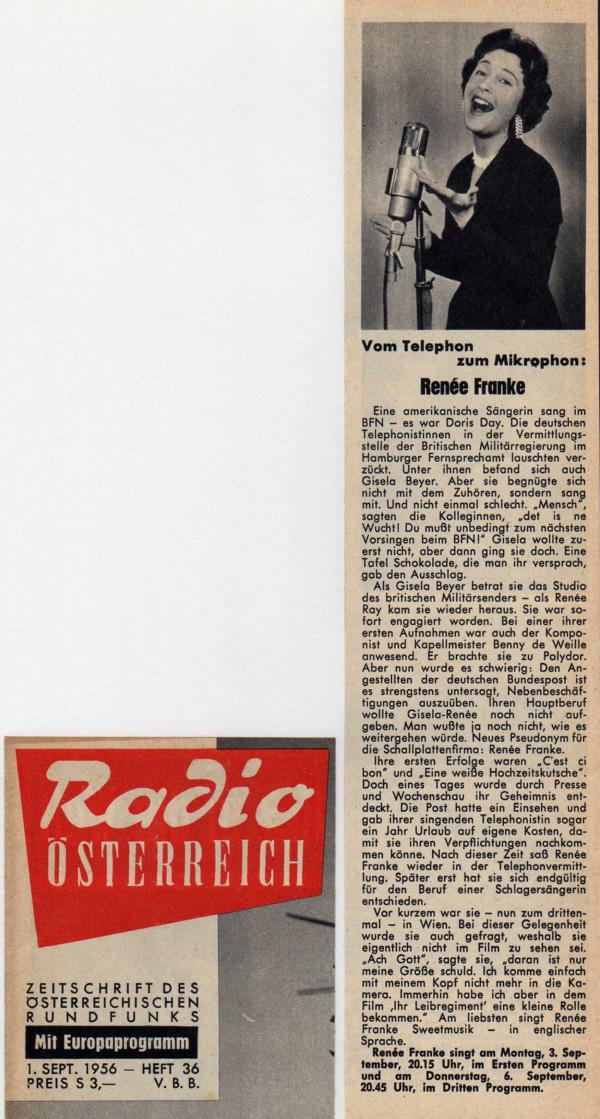 Vom Telephon
zum Mikrophon:
Renée Franke
Eine amerikanische Sängerin sang im
BFN – es war Doris Day. Die deutschen
Telephonistinnen in der Vermittlungs-
stelle der Britischen Militärregierung im
Hamburger Fernsprechamt lauschten ver-
zückt. Unter ihnen befand sich auch
Gisela Beyer. Aber sie begnügte sich
nicht mit dem Zuhören, sondern sang
mit. Und nicht einmal schlecht. „Mensch",
sagten die Kolleginnen, „det is ne
Wucht! Du mußt unbedingt zum nächsten
Vorsingen beim BFN!" Gisela wollte zu-
erst nicht, aber dann ging sie doch. Eine
Tafel Schokolade, die man ihr versprach,
gab den Ausschlag.
Als Gisela Beyer betrat sie das Studio
des britischen Militärsenders – als Renée
Ray kam sie wieder heraus. Sie war so-
fort engagiert worden. Bei einer ihrer
ersten Aufnahmen war auch der Kompo-
nist und Kapellmeister Benny de Weille
anwesend. Er brachte sie zu Polydor.
Aber nun wurde es schwierig: Den An-
gestellten der deutschen Bundespost ist
es strengstens untersagt, Nebenbeschäf-
tigungen auszuüben. Ihren Hauptberuf
wollte Gisela-Renée noch nicht auf-
geben. Man wußte ja noch nicht, wie es
weitergehen würde. Neues Pseudonym für
die Schallplattenfirma: Renée Franke.
Ihre ersten Erfolge waren „C'est ci
bon" und „Eine weiße Hochzeitskutsche".
Doch eines Tages wurde durch Presse
und Wochenschau ihr Geheimnis ent-
deckt. Die Post hatte ein Einsehen und
gab ihrer singenden Telephonistin sogar
ein Jahr Urlaub auf eigene Kosten, da-
mit sie ihren Verpflichtungen nachkom-
men könne. Nach dieser Zeit saß Renée
Franke wieder in der Telephonvermitt-
lung. Später erst hat sie sich endgültig
für den Beruf einer Schlagersängerin
entschieden.
Vor kurzem war sie – nun zum dritten-
mal – in Wien. Bei dieser Gelegenheit
wurde sie auch gefragt, weshalb sie
eigentlich nicht im Film zu sehen sei.
„Ach Gott", sagte sie, „daran ist nur
meine Größe schuld. Ich komme einfach
mit meinem Kopf nicht mehr in die Ka-
mera. Immerhin habe ich aber in dem
Film ‚Ihr Leibregiment' eine kleine Rolle
bekommen." Am liebsten singt Renée
Franke Sweetmusik – in englischer
Sprache.
Renée Franke singt am Montag, 3. Sep-
tember, 20.15 Uhr, im Ersten Programm
und am Donnerstag, 6. September,
20.45 Uhr, im Dritten Programm.
Radio
ÖSTERREICH
ZEITSCHRIFT DES
ÖSTERREICHISCHEN
RUNDFUNKS
Mit Europaprogramm
1. SEPT. 1956 — HEFT 36
PREIS S 3,— V. B. B.